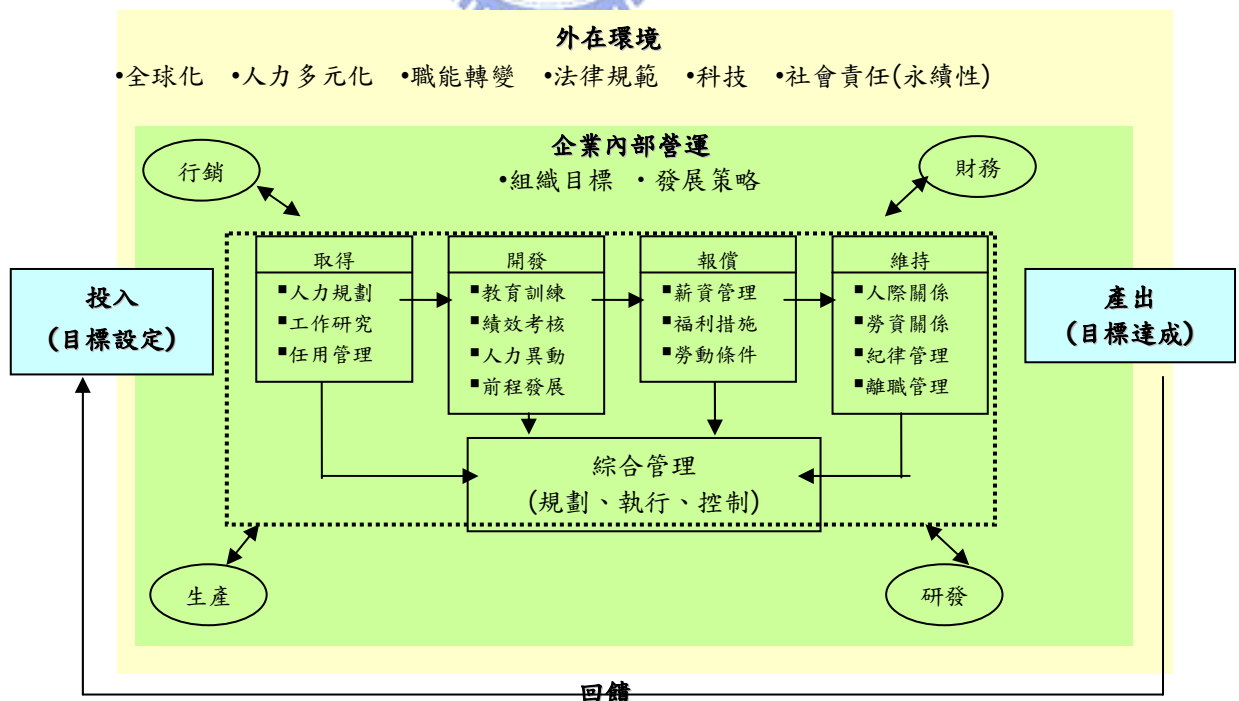 外在環境
•全球化 •人力多元化 •職能轉變 •法律規範 •科技 •社會責任(永續性)
企業內部營運
•組織目標 ・發展策略
行銷
財務
取得
■人力規劃
■工作研究
■任用管理
開發
■教育訓練
■績效考核
■人力異動
■前程發展
報償
■薪資管理
■福利措施
■勞動條件
維持
■人際關係
■勞資關係
■紀律管理
■離職管理
投入
(目標設定)
產出
(目標達成)
綜合管理
(規劃、執行、控制)
生產
研發
回饋